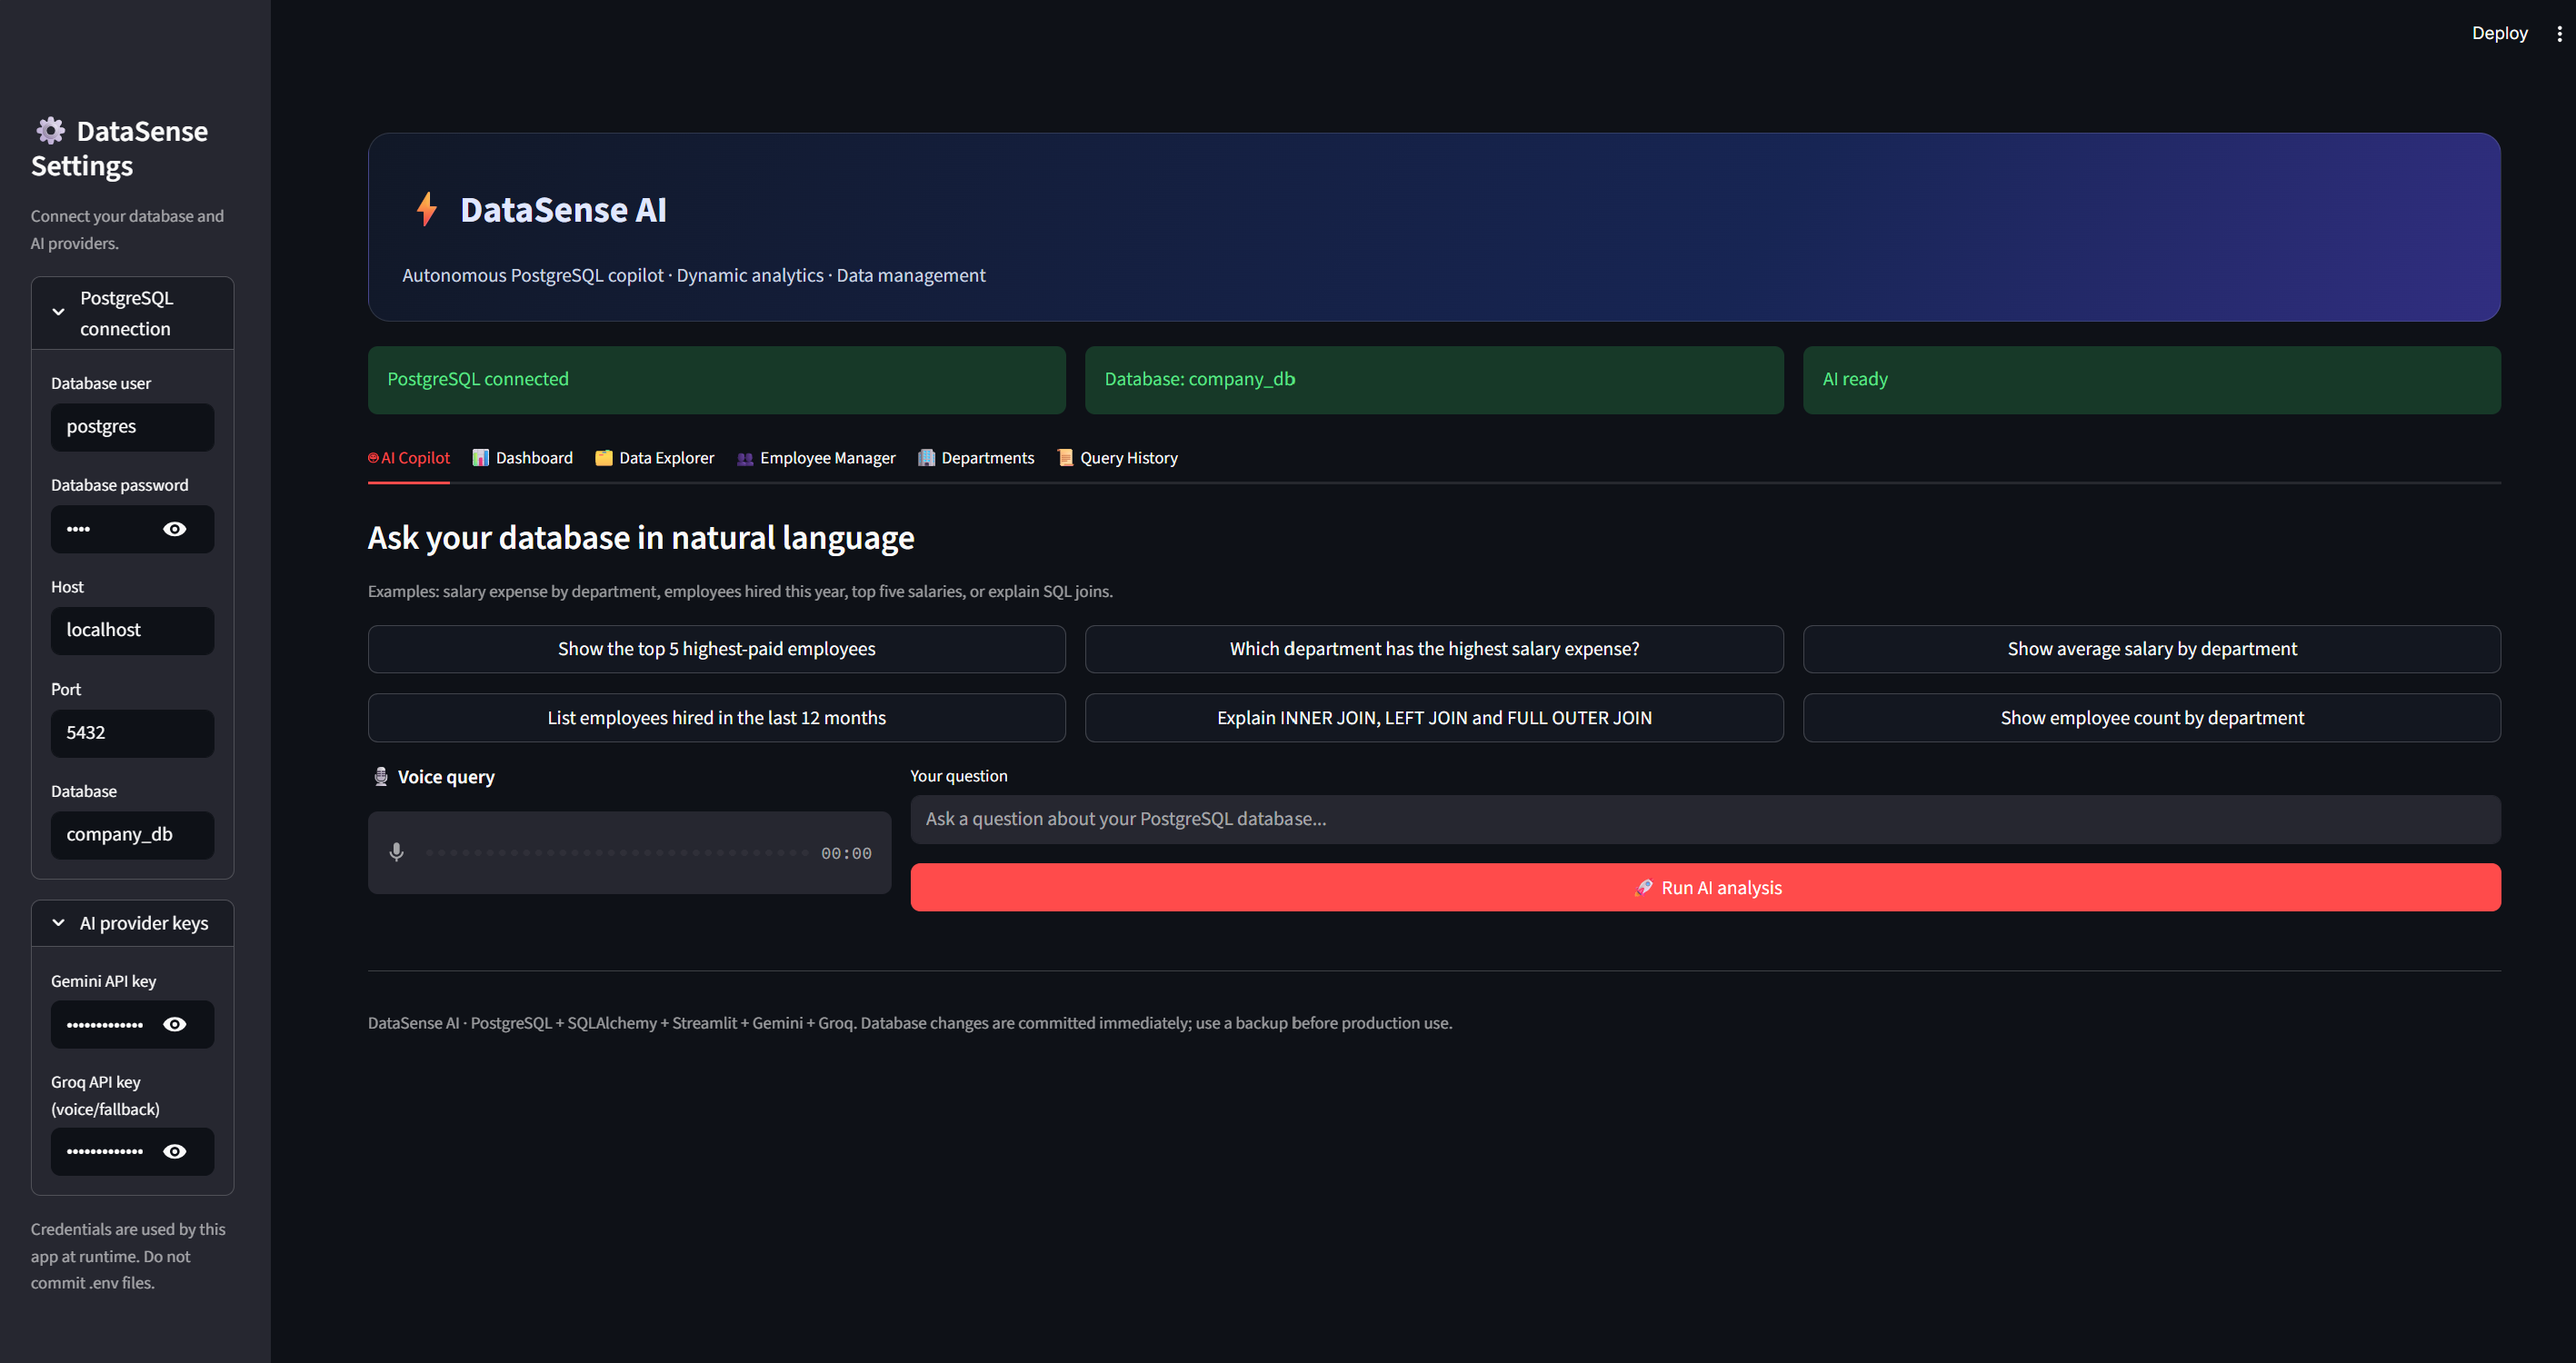 Deploy
DataSense
Settings
Connect your database and
AI providers.
PostgreSQL
connection
Database user
postgres
Database password
••••
Host
localhost
Port
5432
Database
company_db
AI provider keys
Gemini API key
•••••••••••••
Groq API key
(voice/fallback)
•••••••••••••
Credentials are used by this
app at runtime. Do not
commit .env files.
DataSense AI
Autonomous PostgreSQL copilot · Dynamic analytics · Data management
PostgreSQL connected
Database: company_db
AI ready
AI Copilot
Dashboard
Data Explorer
Employee Manager
Departments
Query History
Ask your database in natural language
Examples: salary expense by department, employees hired this year, top five salaries, or explain SQL joins.
Show the top 5 highest-paid employees
Which department has the highest salary expense?
Show average salary by department
List employees hired in the last 12 months
Explain INNER JOIN, LEFT JOIN and FULL OUTER JOIN
Show employee count by department
Voice query
00:00
Your question
Ask a question about your PostgreSQL database...
Run AI analysis
DataSense AI · PostgreSQL + SQLAlchemy + Streamlit + Gemini + Groq. Database changes are committed immediately; use a backup before production use.